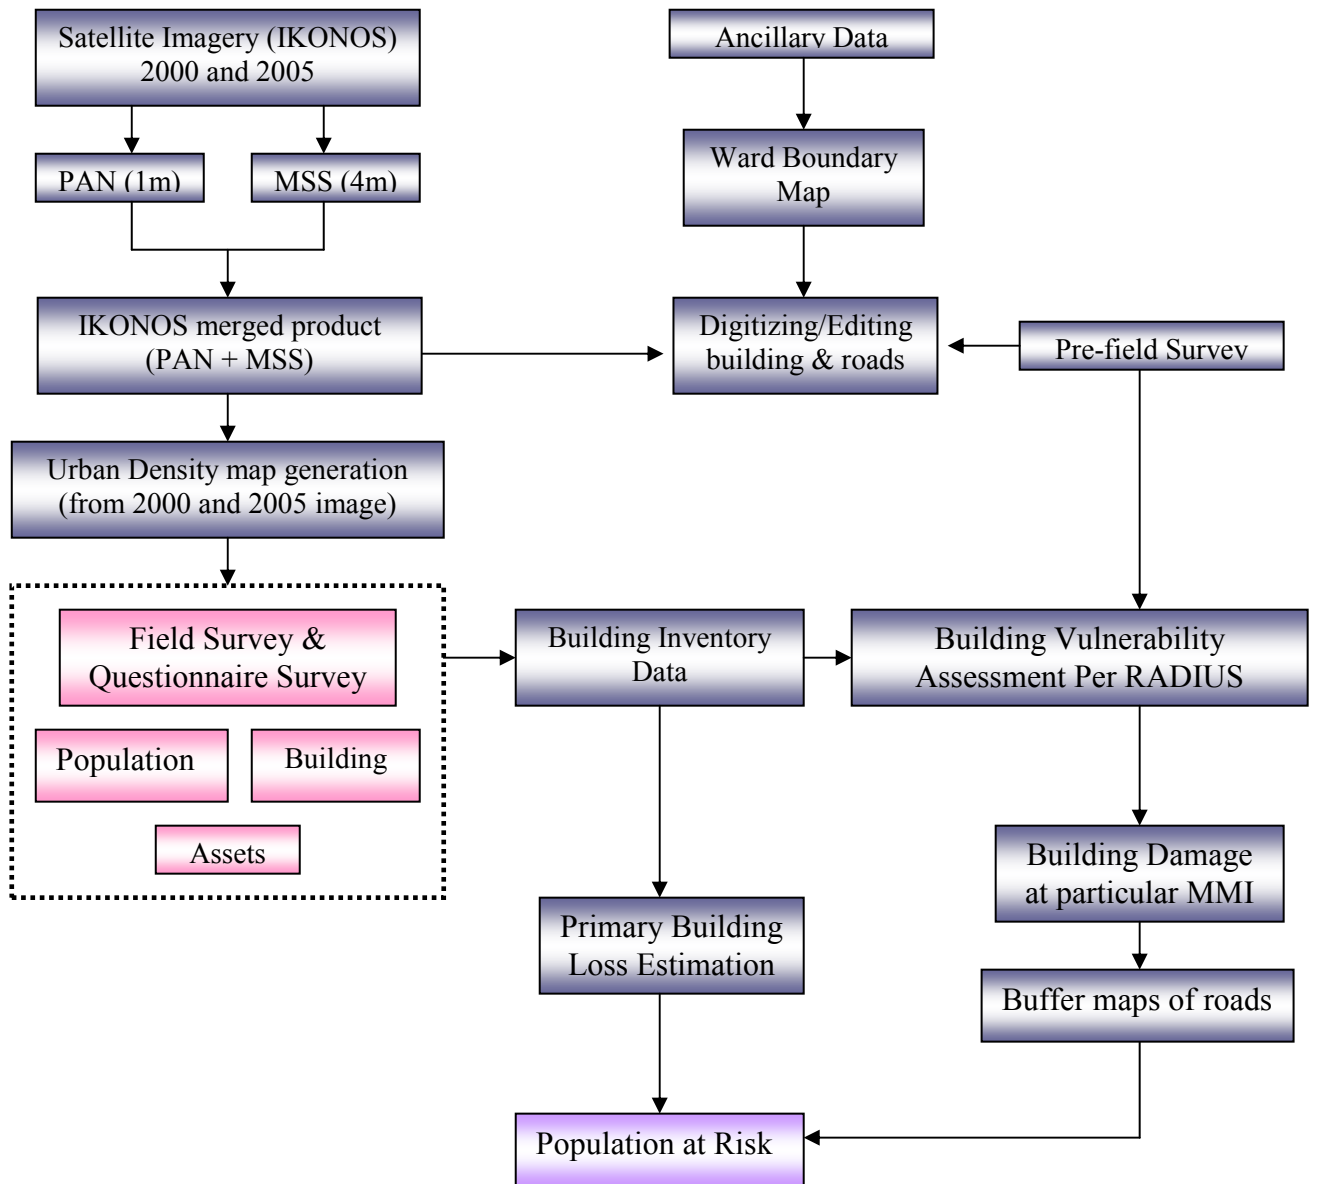 Satellite Imagery (IKONOS)
2000 and 2005
Ancillary Data
PAN (1m)
MSS (4m)
Ward Boundary
Map
IKONOS merged product
(PAN + MSS)
Digitizing/Editing
building & roads
Pre-field Survey
Urban Density map generation
(from 2000 and 2005 image)
Field Survey &
Questionnaire Survey
Population
Building
Assets
Building Inventory
Data
Building Vulnerability
Assessment Per RADIUS
Building Damage
at particular MMI
Primary Building
Loss Estimation
Buffer maps of roads
Population at Risk